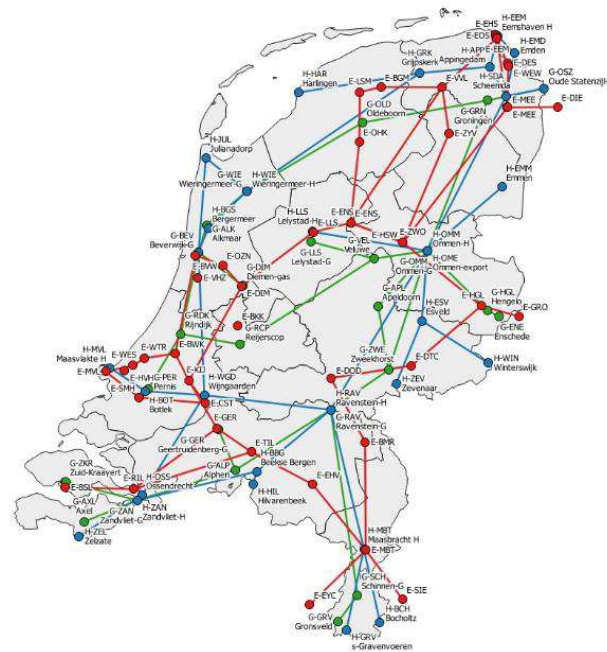 H-EEM
Eemshaven H
E-EHS
E-EOS
H-EMD
Emden
H-GRK
Grijpskerk
H-APP
Appingedam
E-EEM
E-DES
E-WEW
G-OSZ
Oude Statenzijl
H-HAR
Harlingen
E-LSM
E-BGM
E-VVL
H-SDA
Scheemda
G-OLD
Oldeboorn
G-GRN
Groningen
E-MEE
E-DIE
E-MEE
E-OHK
E-ZYV
H-JUL
Julianadorp
G-WIE
Wieringermeer-G
H-WIE
Wieringermeer-H
H-EMM
Emmen
H-BGS
Bergermeer
H-LLS
Lelystad-H
E-LLS
E-ENS
E-ENS
G-ALK
Alkmaar
G-BEV
Beverwijk-G
E-HSW
E-ZWO
H-OMM
Ommen-H
E-OZN
G-LLS
Lelystad-G
G-VEL
Veluwe
E-BVW
G-DIM
Diemen-gas
G-OMM
Ommen-G
H-OME
Ommen-export
E-VHZ
E-DIM
G-APL
Apeldoorn
E-HGL
G-HGL
Hengelo
E-GRO
G-RDK
Rijndijk
E-BKK
G-RCP
Reijerscop
H-ESV
Esveld
G-ENE
Enschede
H-MVL
Maasvlakte H
E-WES
E-WTR
E-BWK
G-ZWE
Zweekhorst
E-DTC
H-WIN
Winterswijk
E-MVL
E-HVH
G-PER
Pernis
E-KIJ
E-DOD
H-ZEV
Zevenaar
E-SMH
H-BOT
Botlek
H-WGD
Wijngaarden
E-CST
H-RAV
Ravenstein-H
G-RAV
Ravenstein-G
E-GER
G-GER
Geertruidenberg-G
E-TIL
E-BMR
H-BBG
Beekse Bergen
G-ZKR
Zuid-Kraayert
G-ALP
Alphen
E-RIL
H-OSS
Ossendrecht
E-EHV
E-BSL
H-HIL
Hilvarenbeek
G-AXL
Axel
G-ZAN
Zandvliet-G
H-ZAN
Zandvliet-H
H-ZEL
Zelzate
H-MBT
Maasbracht H
E-MBT
G-SCH
Schinnen-G
E-EYC
E-SIE
G-GRV
Gronsveld
H-BCH
Bocholtz
H-GRV
s-Gravenvoeren